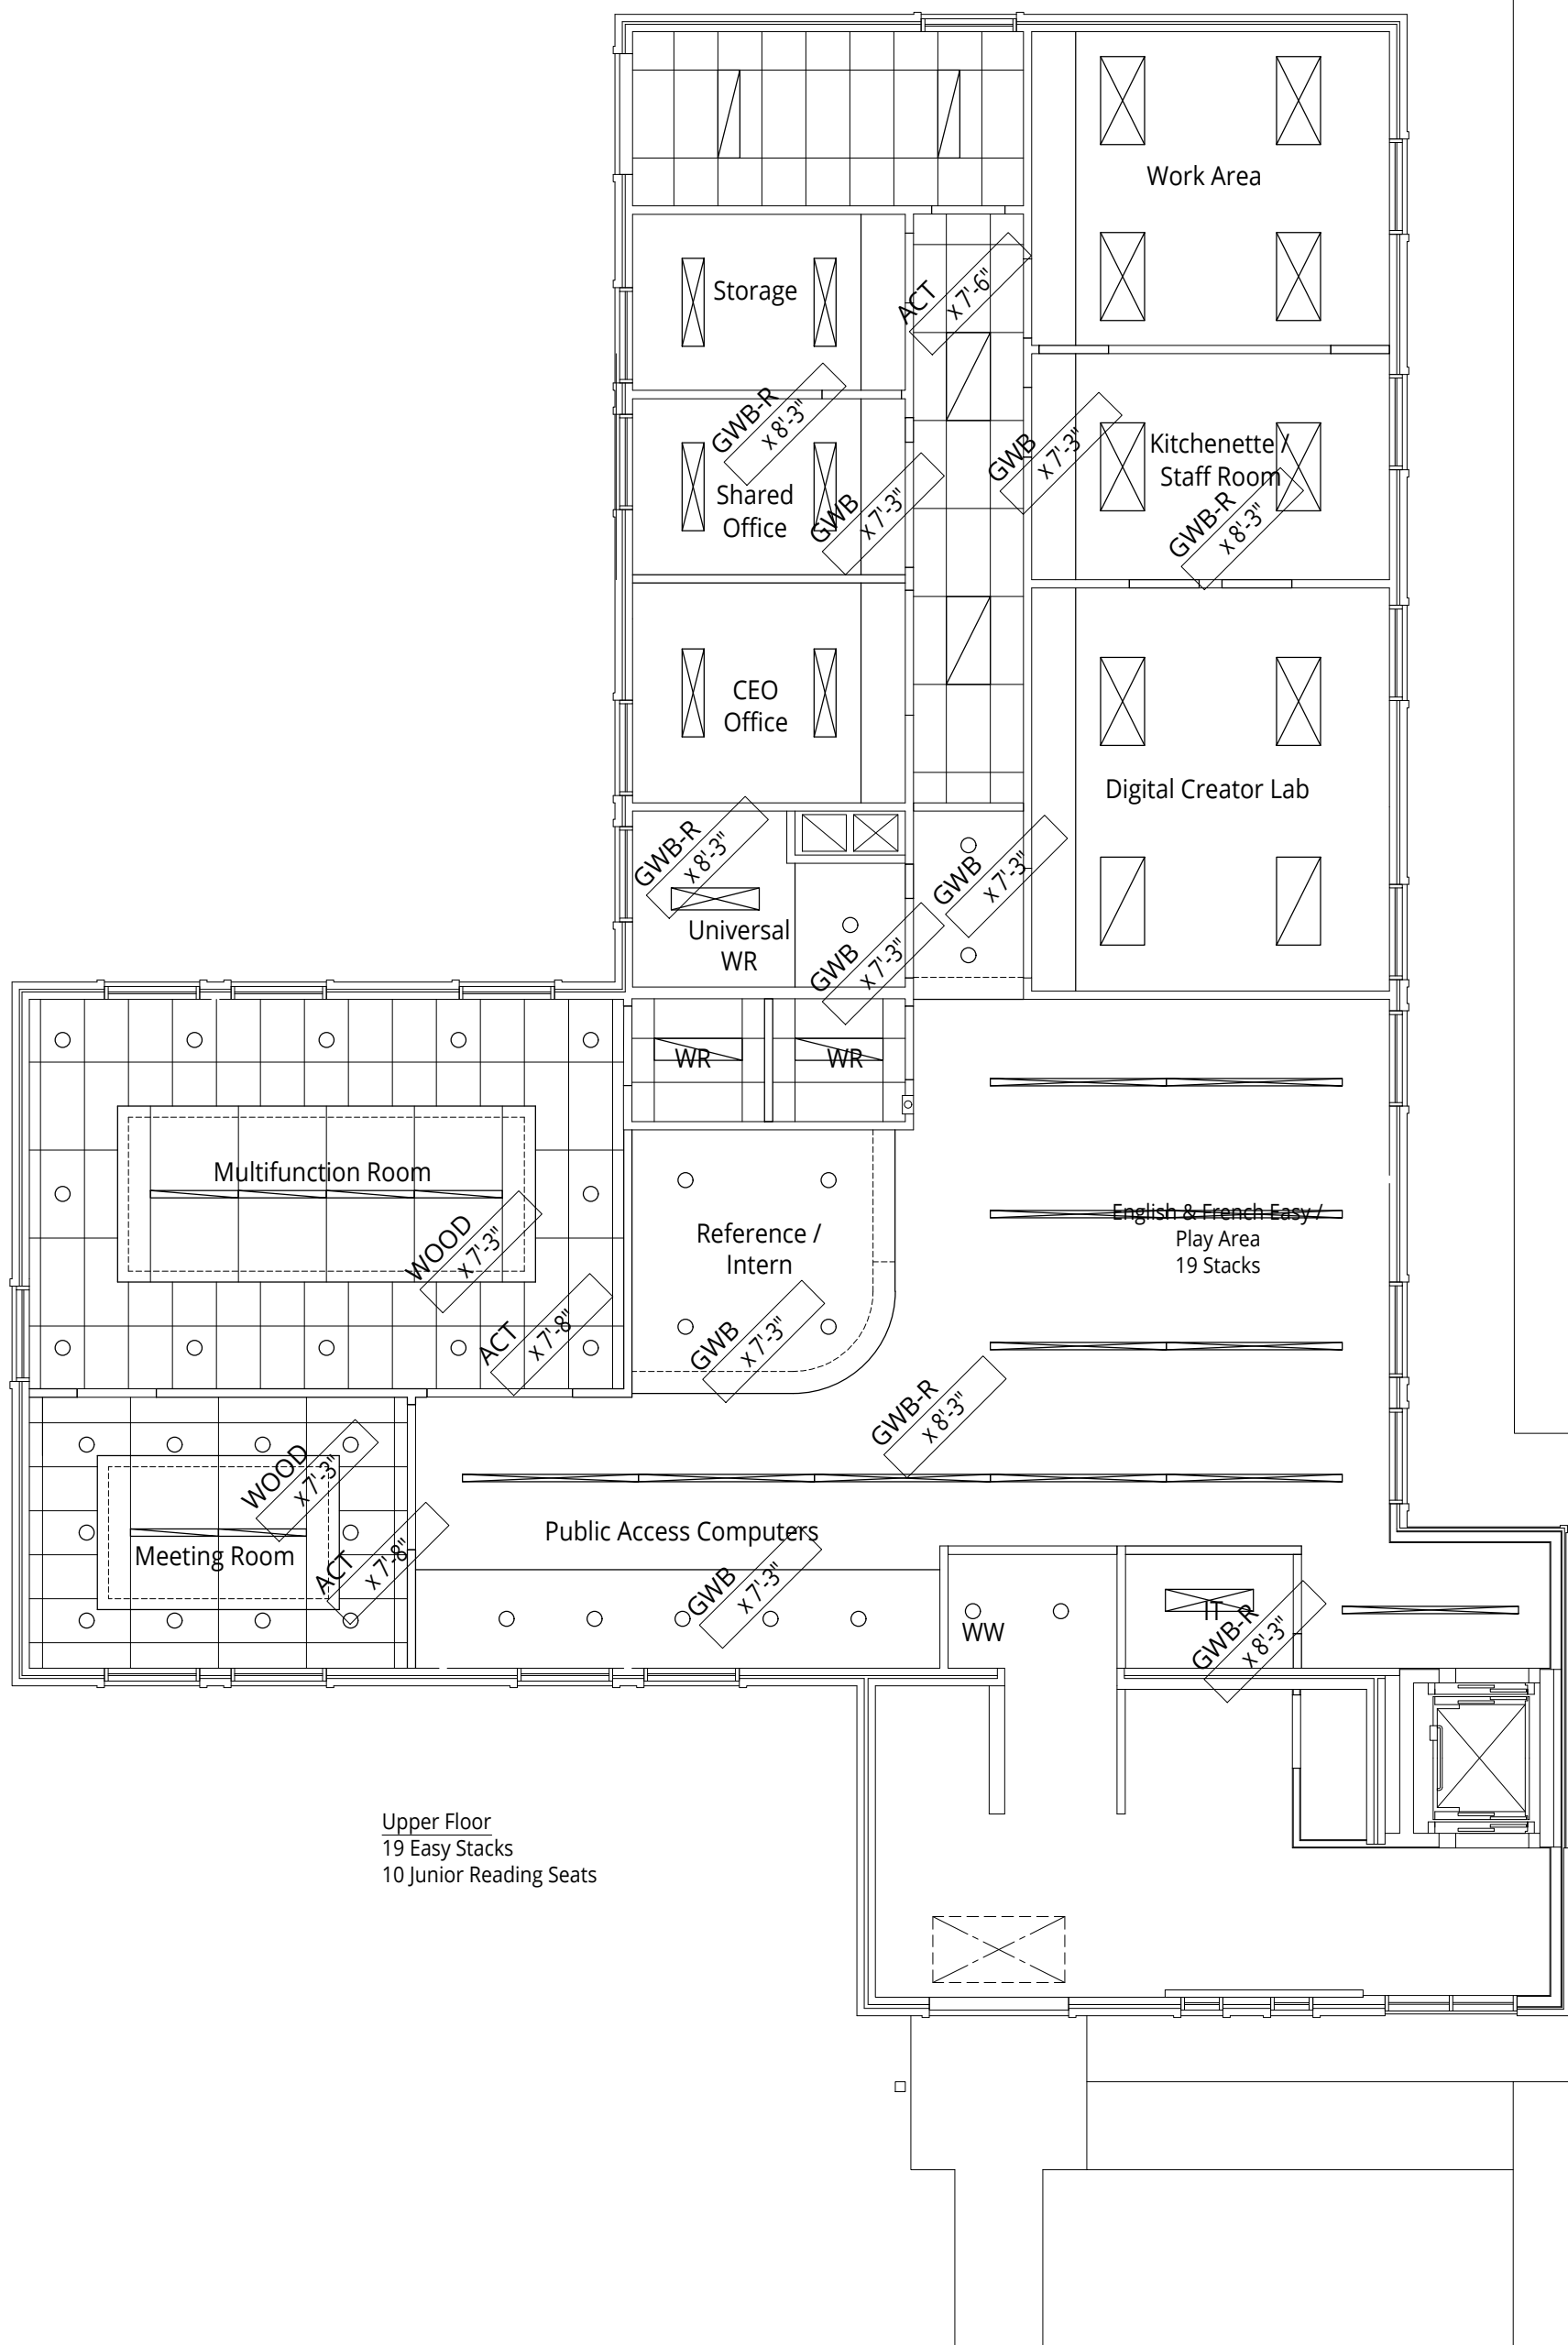 Work Area
Storage
ACT
x 7'-6"
GWB-R
x 8'-3"
GWB
x 7'-3"
Kitchenette /
Staff Room
Shared
Office
GWB
x 7'-3"
GWB-R
x 8'-3"
CEO
Office
Digital Creator Lab
GWB-R
x 8'-3"
GWB
x 7'-3"
Universal
WR
GWB
x 7'-3"
WR
WR
Multifunction Room
WOOD
x 7'-3"
Reference /
Intern
English & French Easy /
Play Area
19 Stacks
ACT
x 7'-8"
GWB
x 7'-3"
GWB-R
x 8'-3"
WOOD
x 7'-3"
Public Access Computers
Meeting Room
ACT
x 7'-8"
GWB
x 7'-3"
WW
IT
GWB-R
x 8'-3"
Upper Floor
19 Easy Stacks
10 Junior Reading Seats